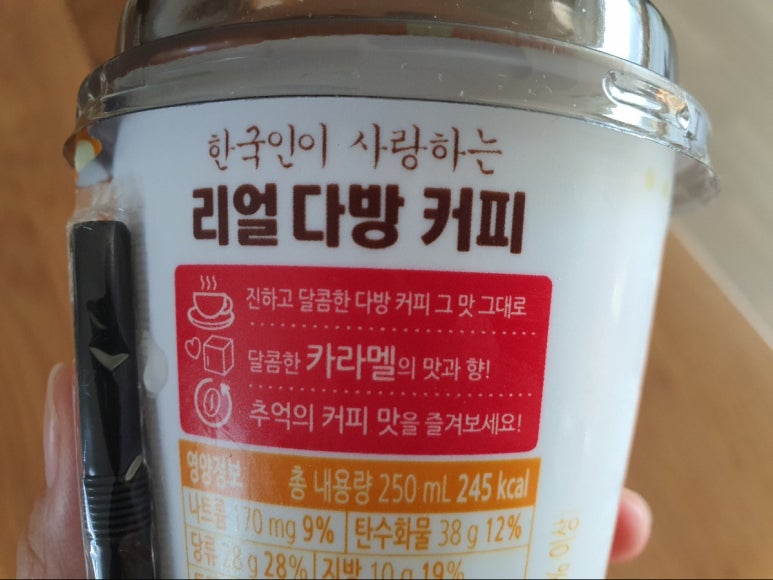 한국인이 사랑하는
리얼 다방 커피
진하고 달콤한 다방 커피 그 맛 그대로
달콤한 카라멜의 맛과 향!
추억의 커피 맛을 즐겨보세요!
영양정보 총 내용량 250 mL 245 kcal
나트륨 170 mg 9% 탄수화물 38 g 12%
당류 28 g 28% 지방 10 g 19%